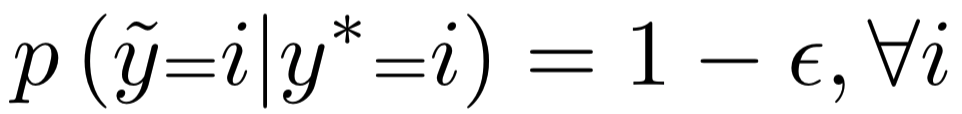 p (ỹ=i|y* =i) = 1 − ϵ, ∀i